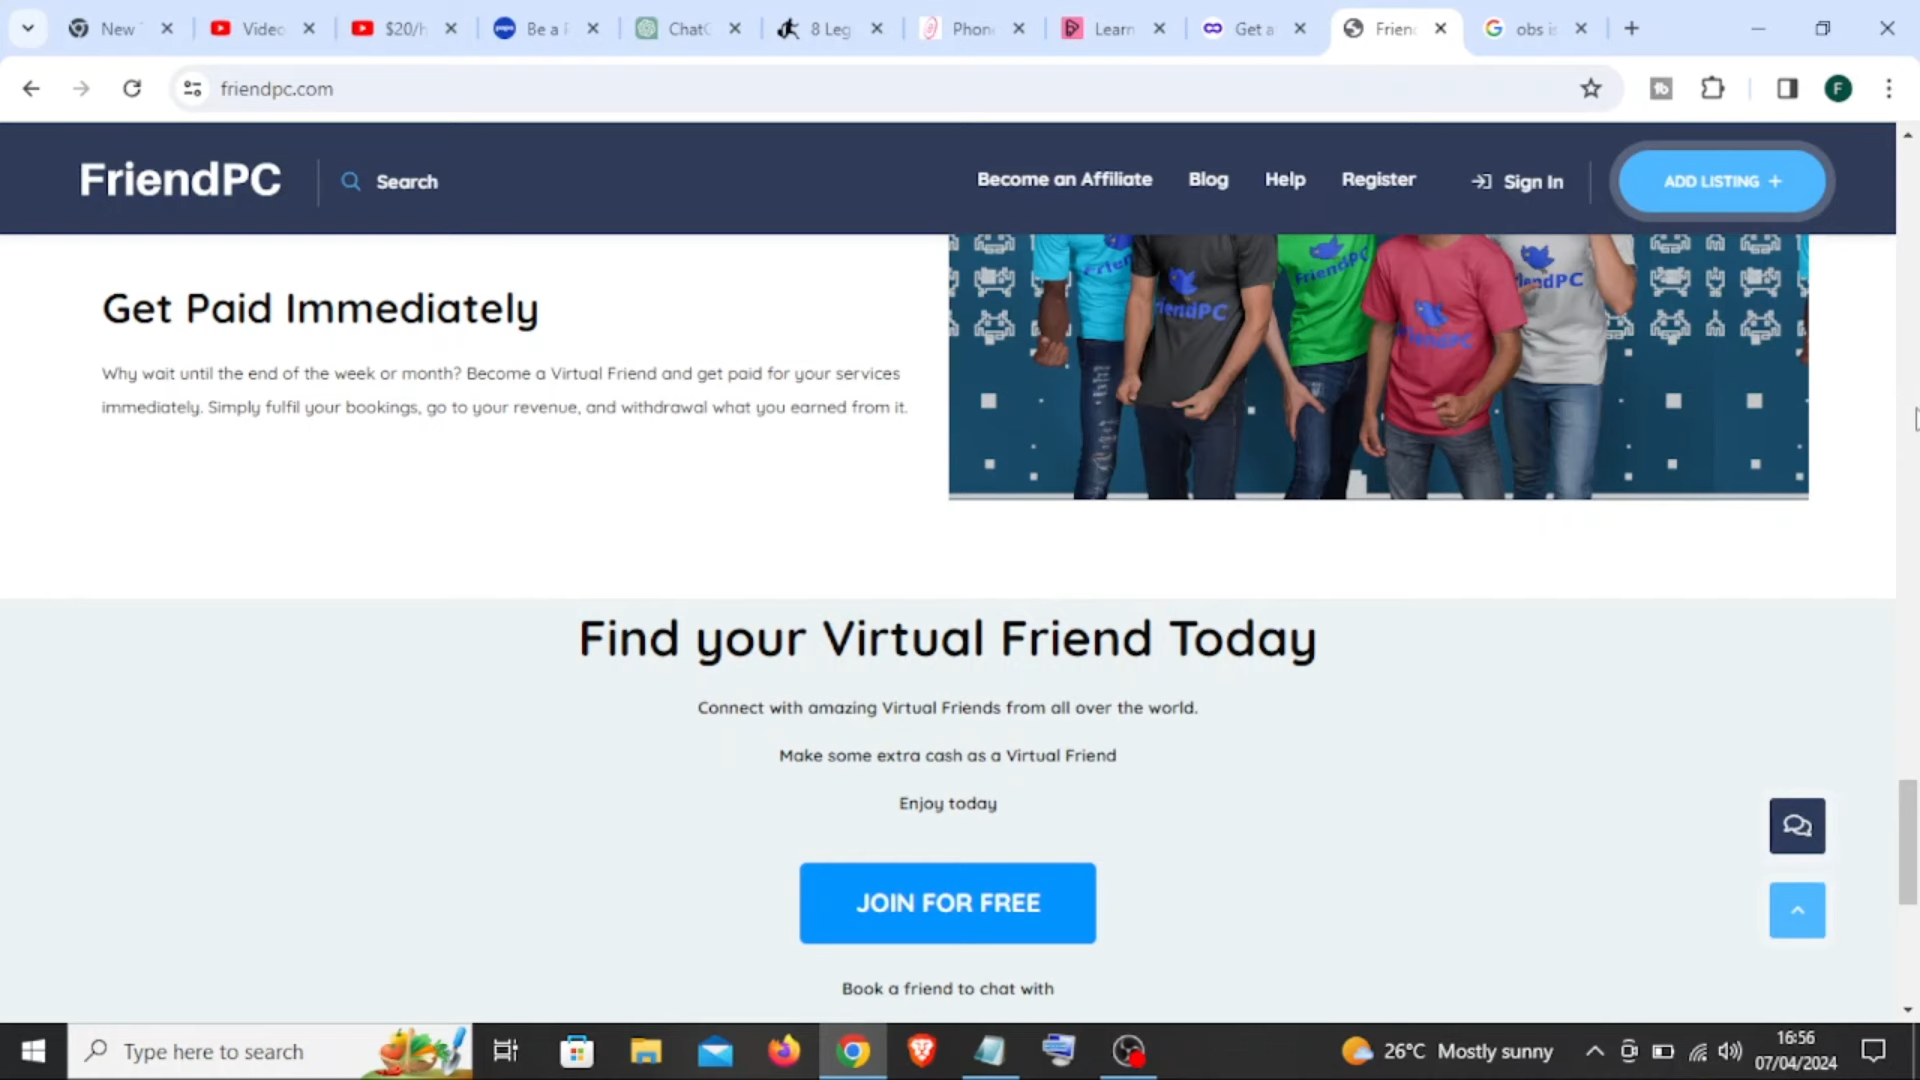 New
Video
$20/h
Be a
ChatG
8 Leg
Phon
Learn
Get a
Frien
obs is
friendpc.com
F
FriendPC
Search
Become an Affiliate
Blog
Help
Register
Sign In
ADD LISTING +
FriendPC
FriendPC
Get Paid Immediately
Why wait until the end of the week or month? Become a Virtual Friend and get paid for your services
immediately. Simply fulfil your bookings, go to your revenue, and withdrawal what you earned from it.
Find your Virtual Friend Today
Connect with amazing Virtual Friends from all over the world.
Make some extra cash as a Virtual Friend
Enjoy today
JOIN FOR FREE
Book a friend to chat with
Type here to search
26°C Mostly sunny
16:56
07/04/2024